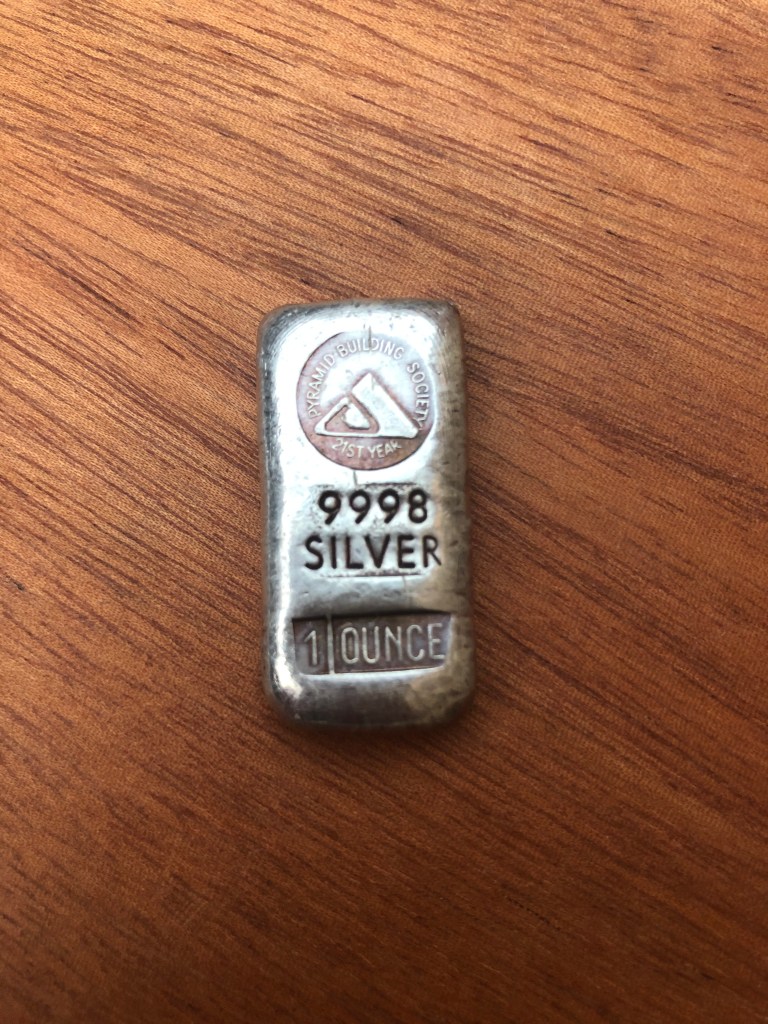 PYRAMID BUILDING SOCIETY
21ST YEAR
9998
SILVER
1 OUNCE